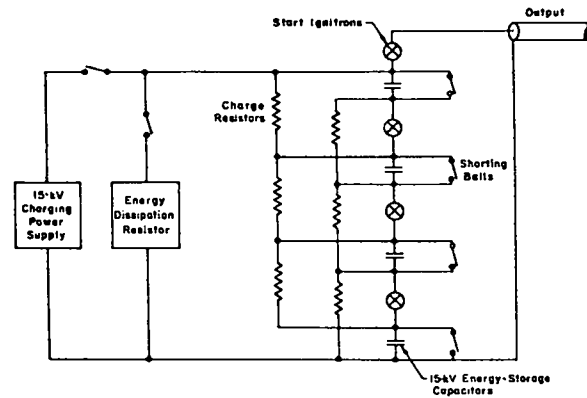 Output
Start Ignitrons
Charge
Resistors
Shorting
Bells
15-kV
Charging
Power
Supply
Energy
Dissipation
Resistor
15-kV Energy-Storage
Capacitors